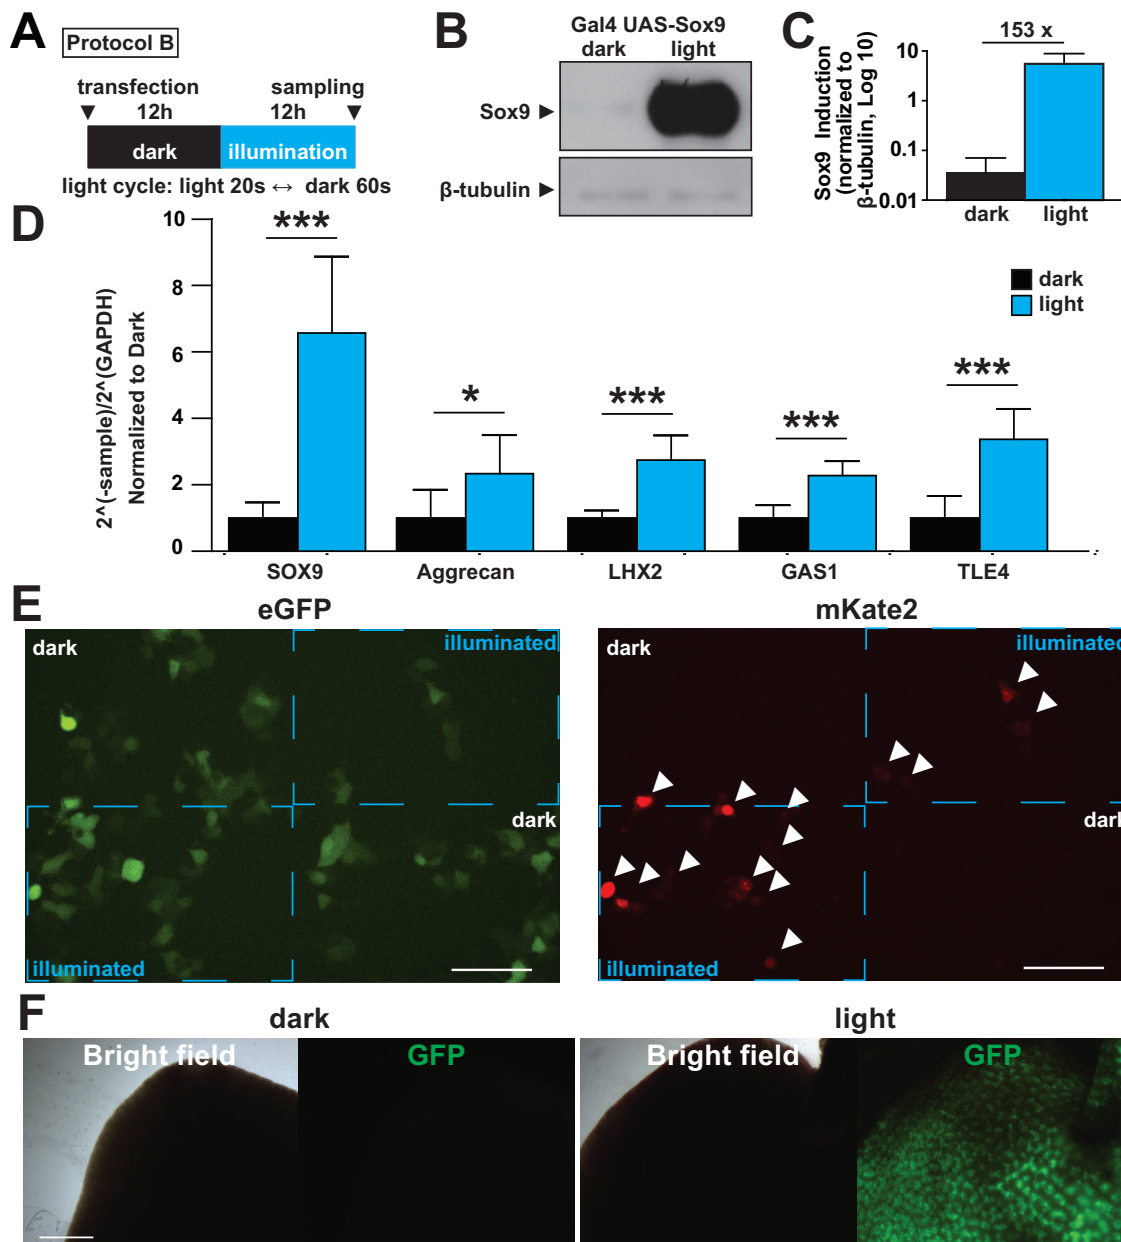 A
Protocol B
transfection sampling
12h 12h
dark illumination
light cycle: light 20s ↔ dark 60s
B
Gal4 UAS-Sox9
dark light
Sox9
β-tubulin
C
153 x
Sox9 Induction
(normalized to
β-tubulin, Log 10)
10
1
0.1
0.01
dark light
D
2^(-sample)/2^(GAPDH)
Normalized to Dark
10
8
6
4
2
0
***
*
***
***
***
dark
light
SOX9 Aggrecan LHX2 GAS1 TLE4
E
eGFP mKate2
dark illuminated
dark
illuminated
dark illuminated
dark
illuminated
F
dark light
Bright field GFP
Bright field GFP